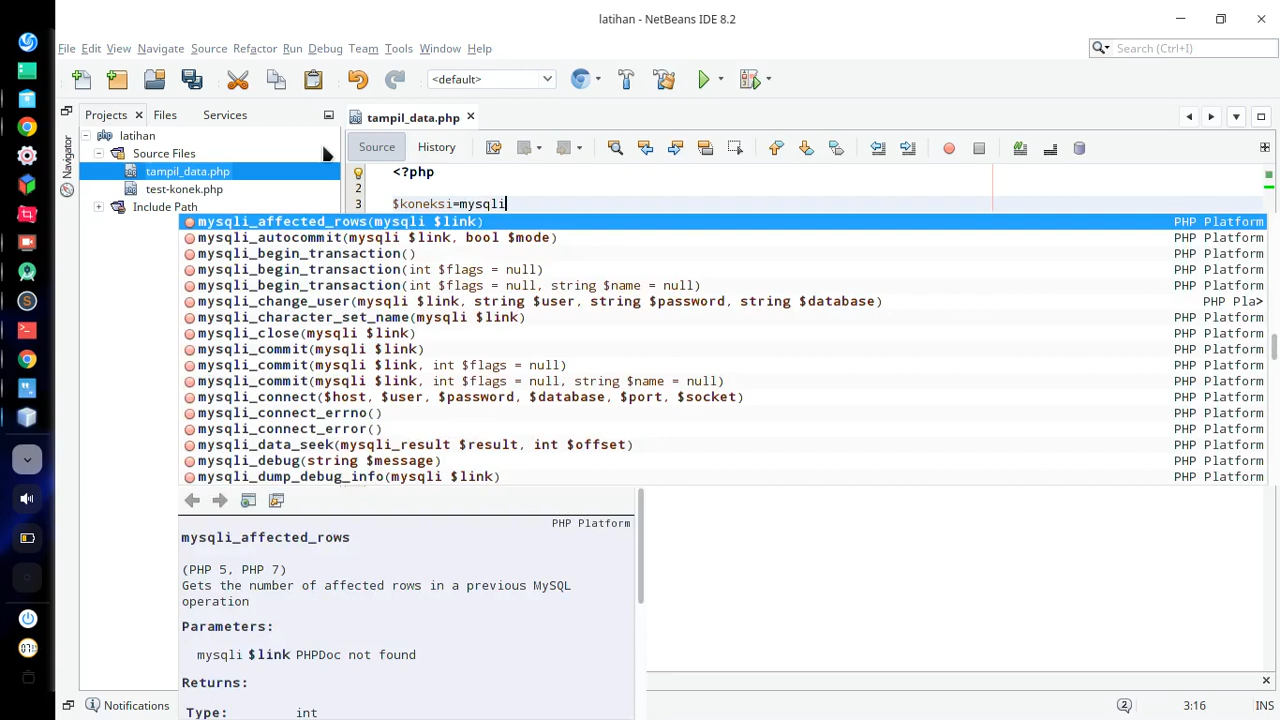 latihan - NetBeans IDE 8.2
File Edit View Navigate Source Refactor Run Debug Team Tools Window Help
Search (Ctrl+I)
<default>
Projects Files Services
tampil_data.php
Source History
Navigator
latihan
Source Files
tampil_data.php
test-konek.php
Include Path
<?php
2
3 $koneksi=mysqli
mysqli_affected_rows(mysqli $link) PHP Platform
mysqli_autocommit(mysqli $link, bool $mode) PHP Platform
mysqli_begin_transaction() PHP Platform
mysqli_begin_transaction(int $flags = null) PHP Platform
mysqli_begin_transaction(int $flags = null, string $name = null) PHP Platform
mysqli_change_user(mysqli $link, string $user, string $password, string $database) PHP Pla>
mysqli_character_set_name(mysqli $link) PHP Platform
mysqli_close(mysqli $link) PHP Platform
mysqli_commit(mysqli $link) PHP Platform
mysqli_commit(mysqli $link, int $flags = null) PHP Platform
mysqli_commit(mysqli $link, int $flags = null, string $name = null) PHP Platform
mysqli_connect($host, $user, $password, $database, $port, $socket) PHP Platform
mysqli_connect_errno() PHP Platform
mysqli_connect_error() PHP Platform
mysqli_data_seek(mysqli_result $result, int $offset) PHP Platform
mysqli_debug(string $message) PHP Platform
mysqli_dump_debug_info(mysqli $link) PHP Platform
PHP Platform
mysqli_affected_rows
(PHP 5, PHP 7)
Gets the number of affected rows in a previous MySQL
operation
Parameters:
mysqli $link PHPDoc not found
Returns:
Type: int
Notifications
2
3:16
INS